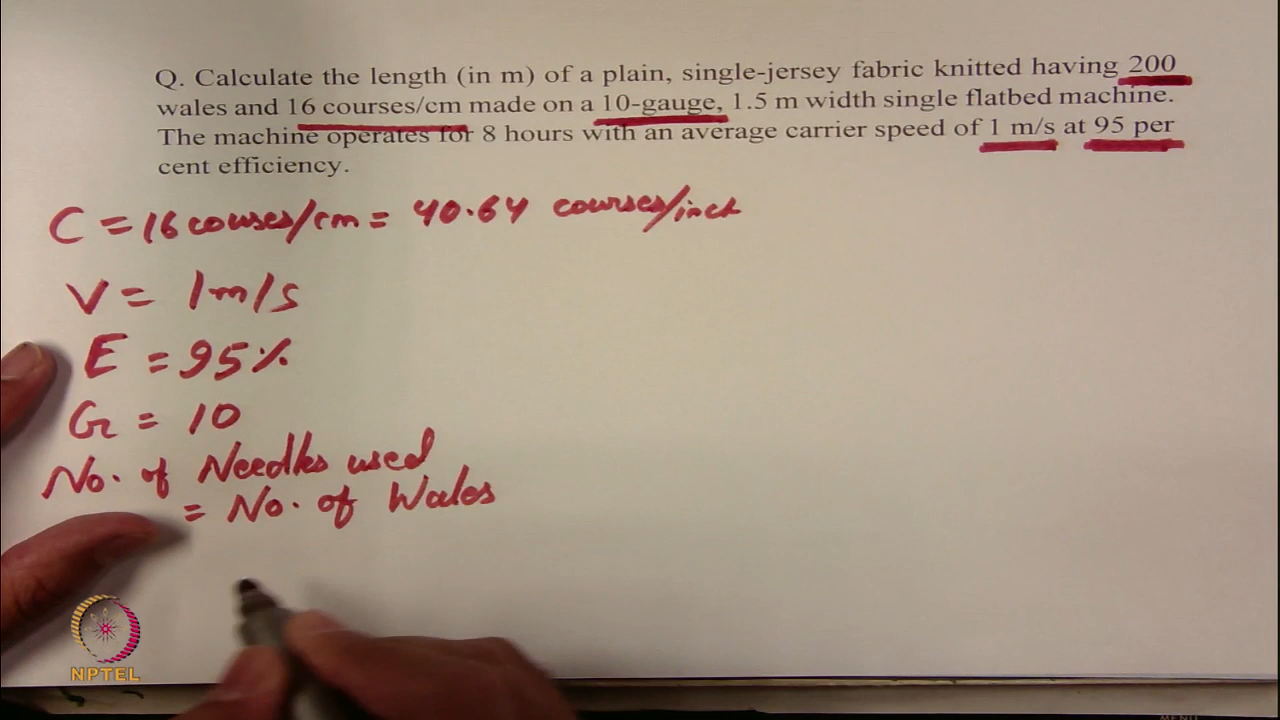 Q. Calculate the length (in m) of a plain, single-jersey fabric knitted having 200
wales and 16 courses/cm made on a 10-gauge, 1.5 m width single flatbed machine.
The machine operates for 8 hours with an average carrier speed of 1 m/s at 95 per
cent efficiency.
C = 16 couses/cm = 40.64 courses/inch
V = 1m/s
E = 95%
G = 10
No. of Needles used
= No. of Wales
NPTEL